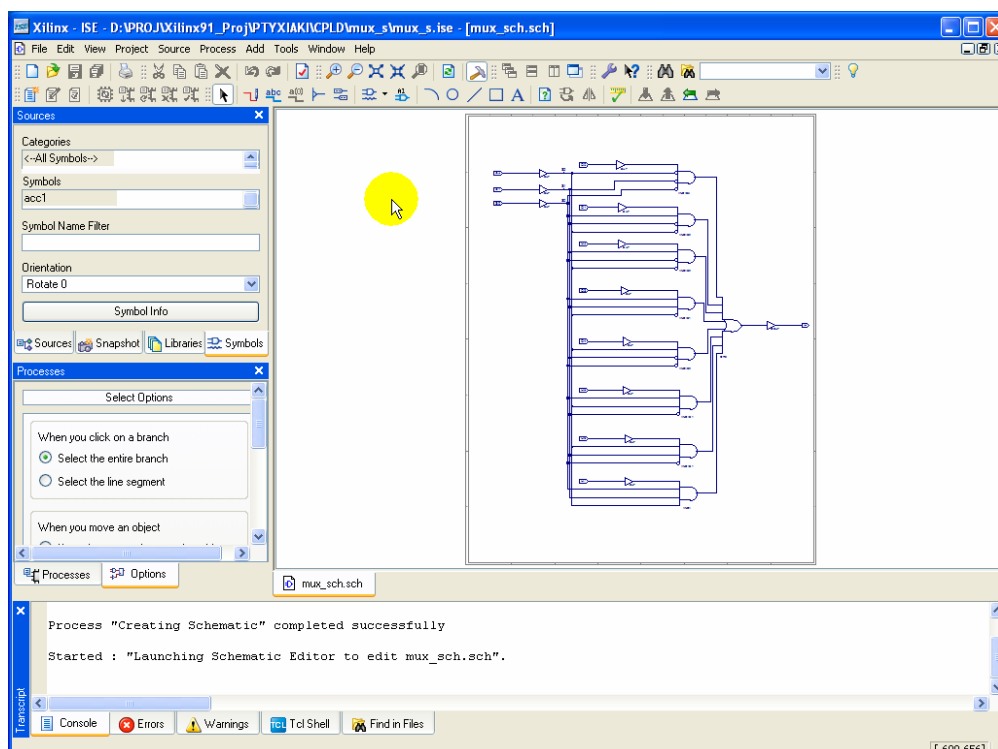 Xilinx - ISE - D:\PROJ\Xilinx91_Proj\PTYXIAKI\CPLD\mux_s\mux_s.ise - [mux_sch.sch]
File Edit View Project Source Process Add Tools Window Help
Sources
Categories
<--All Symbols-->
Symbols
acc1
Symbol Name Filter
Orientation
Rotate 0
Symbol Info
Sources Snapshot Libraries Symbols
Processes
Select Options
When you click on a branch
Select the entire branch
Select the line segment
When you move an object
Processes Options
mux_sch.sch
Process "Creating Schematic" completed successfully
Started : "Launching Schematic Editor to edit mux_sch.sch".
Transcript
Console Errors Warnings Tcl Shell Find in Files